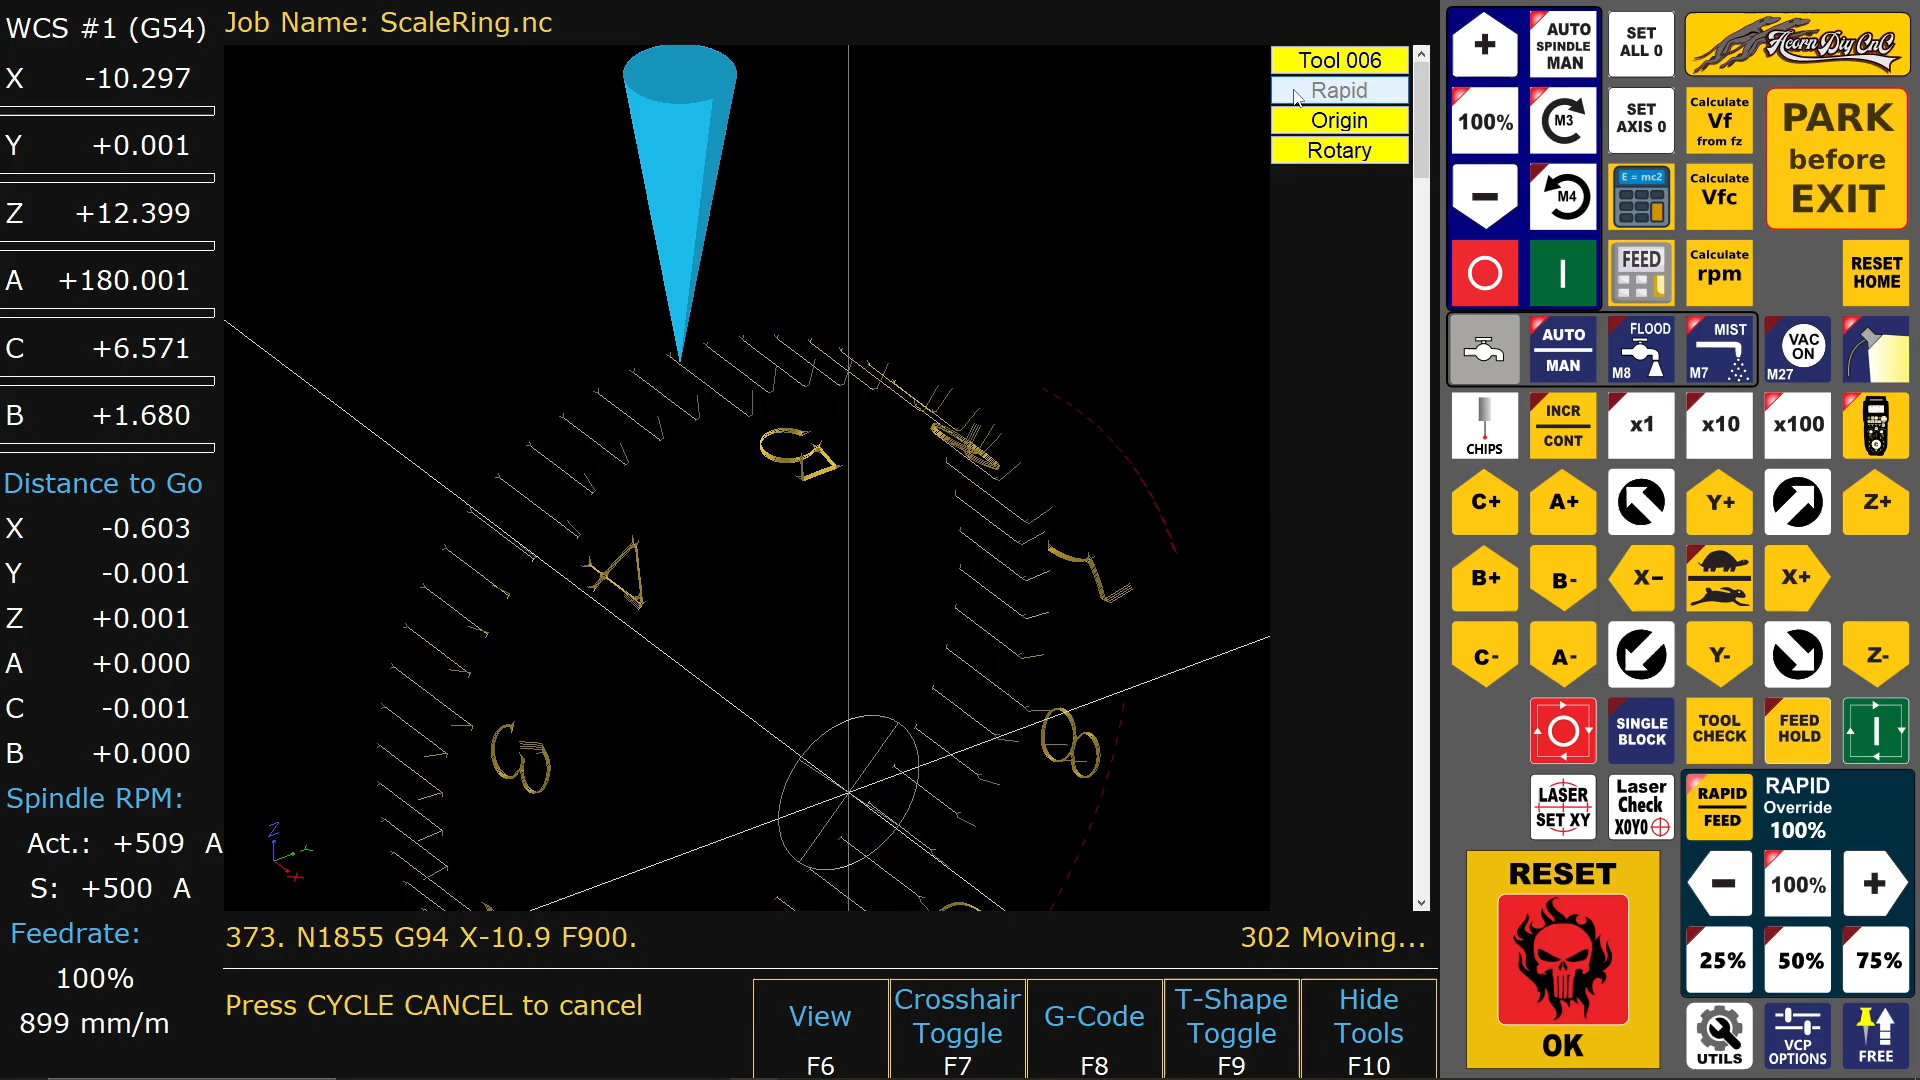 WCS #1 (G54)
X -10.297
Y +0.001
Z +12.399
A +180.001
C +6.571
B +1.680
Distance to Go
X -0.603
Y -0.001
Z +0.001
A +0.000
C -0.001
B +0.000
Spindle RPM:
Act.: +509 A
S: +500 A
Feedrate:
100%
899 mm/m
Job Name: ScaleRing.nc
Tool 006
Rapid
Origin
Rotary
Z
Y
X
373. N1855 G94 X-10.9 F900.
302 Moving...
Press CYCLE CANCEL to cancel
View
F6
Crosshair
Toggle
F7
G-Code
F8
T-Shape
Toggle
F9
Hide
Tools
F10
+
AUTO
SPINDLE
MAN
SET
ALL 0
Acorn Diy CnC
100%
M3
SET
AXIS 0
Calculate
Vf
from fz
PARK
before
EXIT
-
M4
E = mc2
Calculate
Vfc
FEED
Calculate
rpm
RESET
HOME
AUTO
MAN
FLOOD
M8
MIST
M7
VAC
ON
M27
CHIPS
INCR
CONT
x1
x10
x100
C+
A+
Y+
Z+
B+
B-
X-
X+
C-
A-
Y-
Z-
SINGLE
BLOCK
TOOL
CHECK
FEED
HOLD
LASER
SET XY
Laser
Check
X0Y0
RAPID
FEED
RAPID
Override
100%
RESET
OK
-
100%
+
25%
50%
75%
UTILS
VCP
OPTIONS
FREE